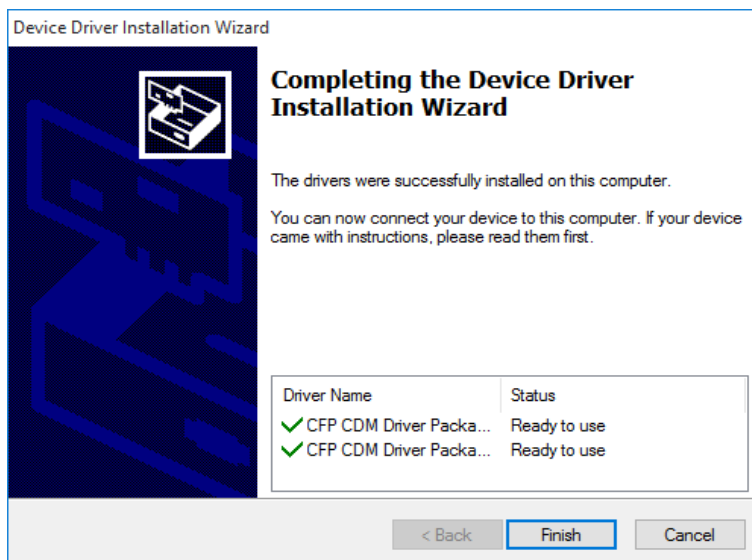 Device Driver Installation Wizard
Completing the Device Driver
Installation Wizard
The drivers were successfully installed on this computer.
You can now connect your device to this computer. If your device
came with instructions, please read them first.
Driver Name Status
CFP CDM Driver Packa... Ready to use
CFP CDM Driver Packa... Ready to use
< Back Finish Cancel